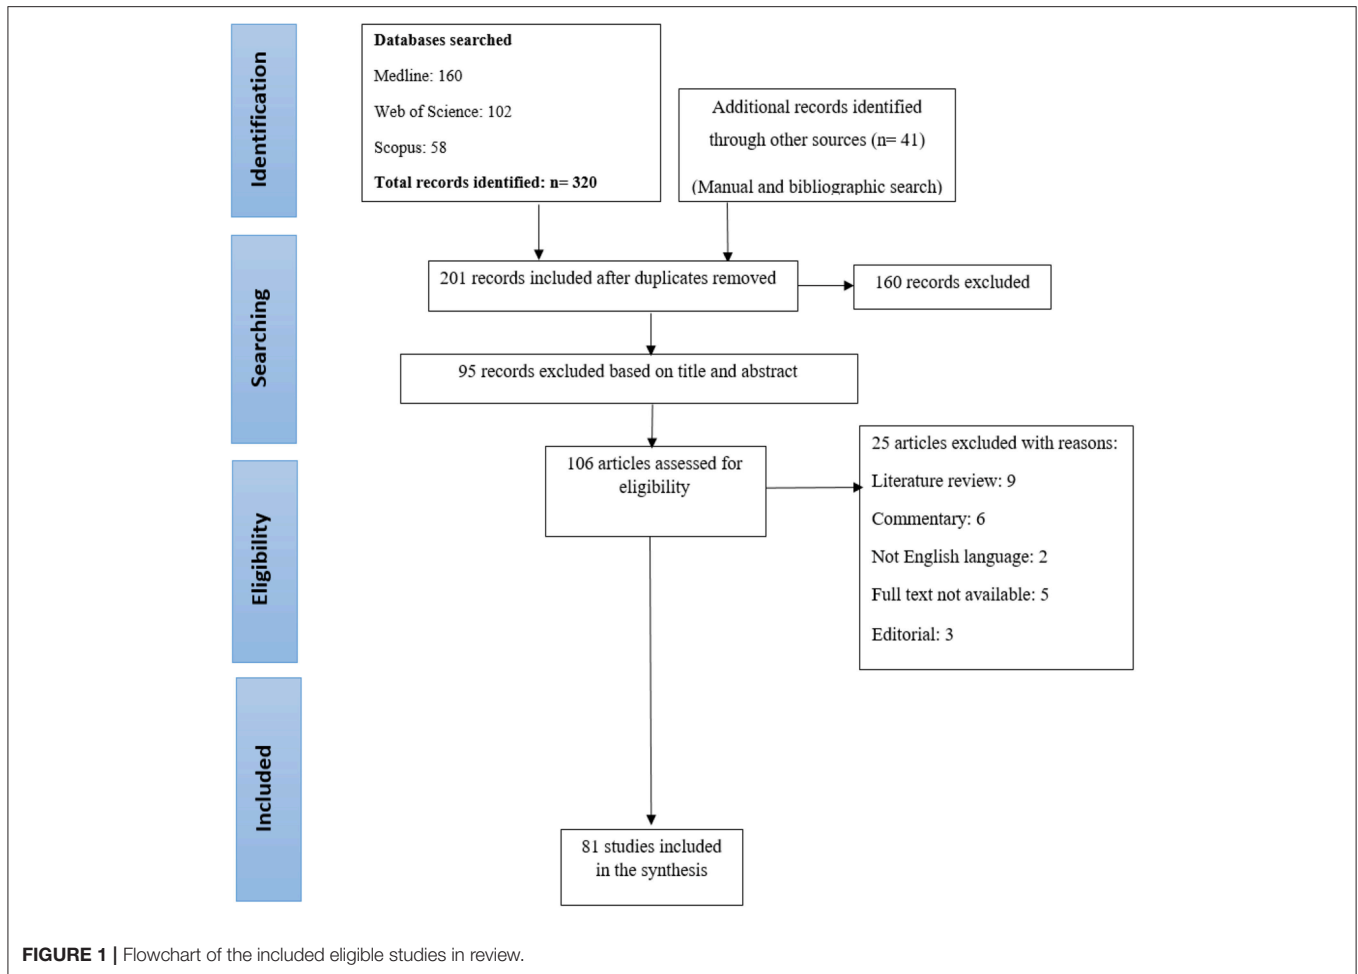 Identification
Databases searched
Medline: 160
Web of Science: 102
Scopus: 58
Total records identified: n= 320
Additional records identified
through other sources (n= 41)
(Manual and bibliographic search)
Searching
201 records included after duplicates removed
160 records excluded
95 records excluded based on title and abstract
Eligibility
106 articles assessed for
eligibility
25 articles excluded with reasons:
Literature review: 9
Commentary: 6
Not English language: 2
Full text not available: 5
Editorial: 3
Included
81 studies included
in the synthesis
FIGURE 1 | Flowchart of the included eligible studies in review.